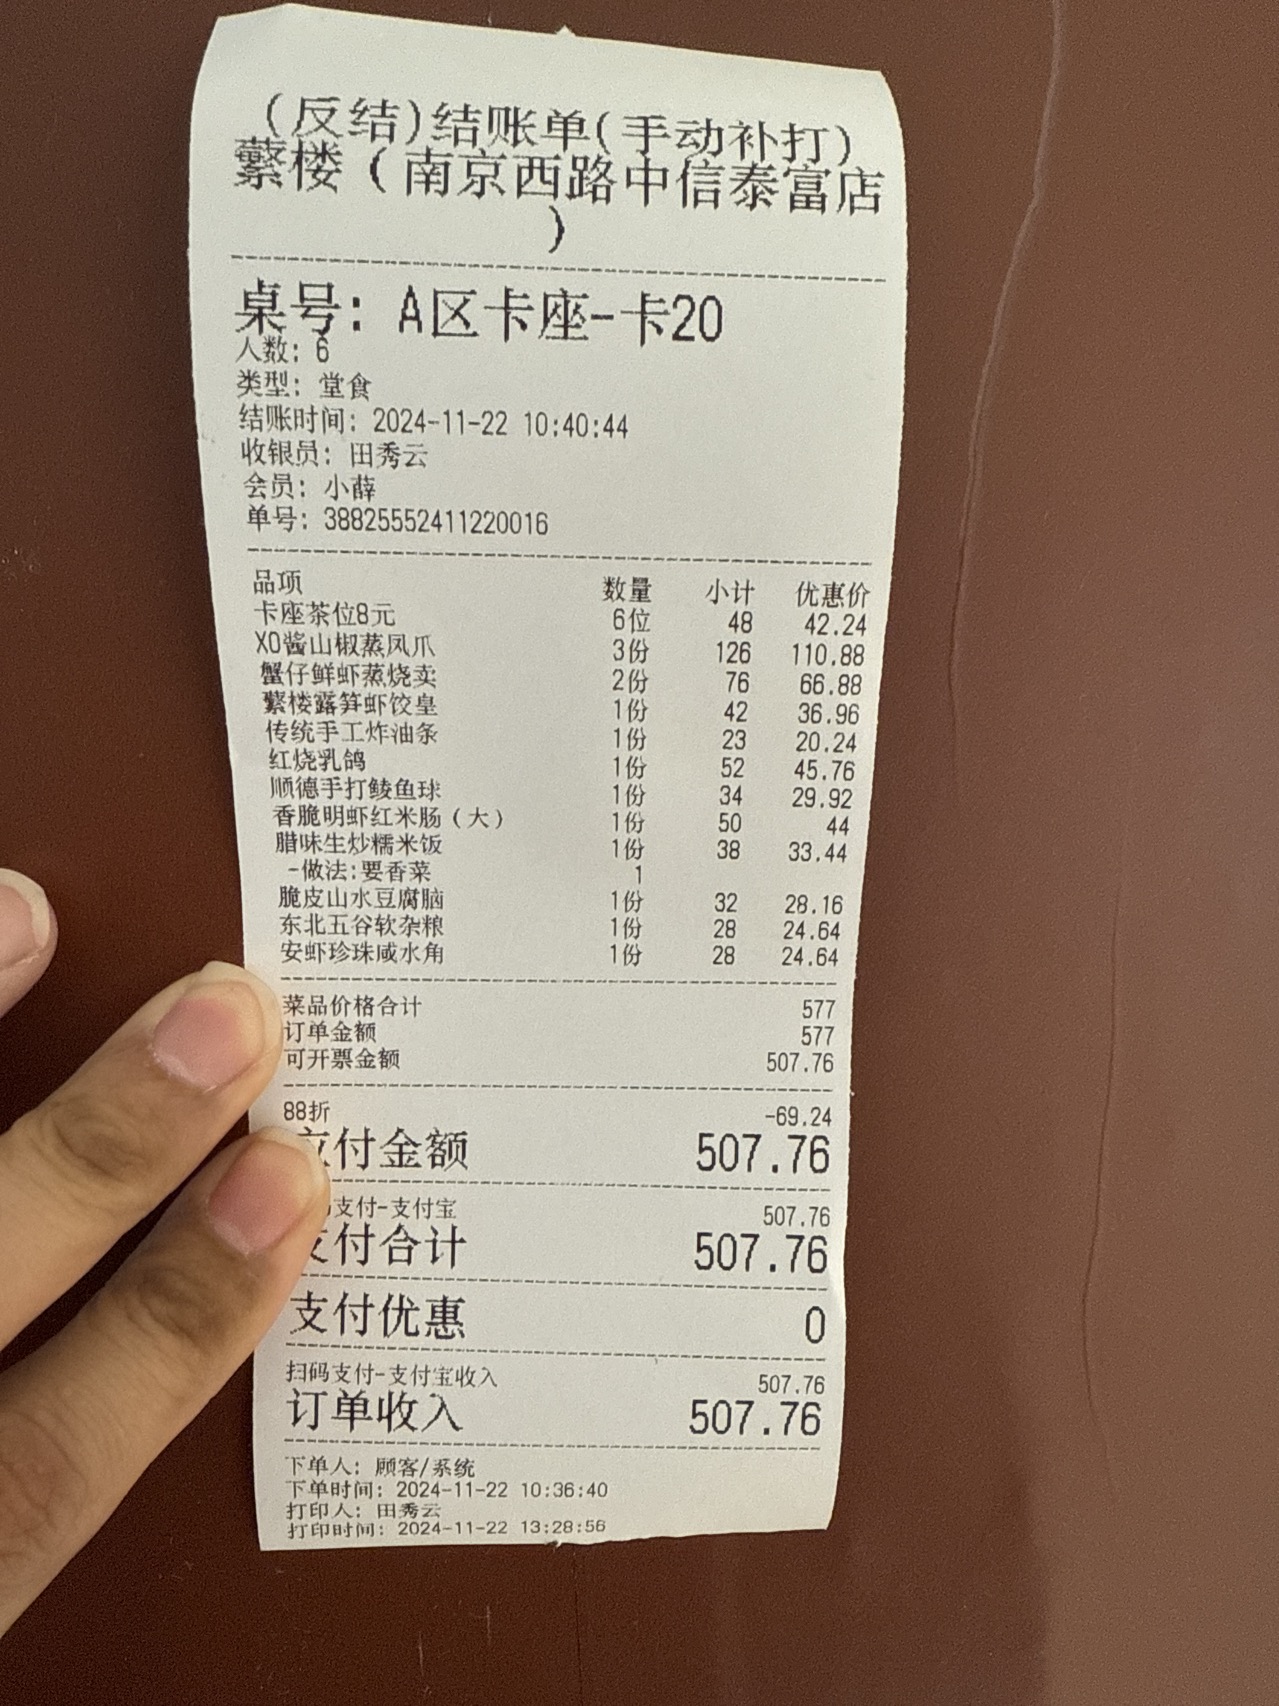 (反结)结账单(手动补打)
蘩楼（南京西路中信泰富店
）
桌号: A区卡座-卡20
人数: 6
类型: 堂食
结账时间: 2024-11-22 10:40:44
收银员: 田秀云
会员: 小薛
单号: 38825552411220016
品项 数量 小计 优惠价
卡座茶位8元 6位 48 42.24
XO酱山椒蒸凤爪 3份 126 110.88
蟹仔鲜虾蒸烧卖 2份 76 66.88
蘩楼露笋虾饺皇 1份 42 36.96
传统手工炸油条 1份 23 20.24
红烧乳鸽 1份 52 45.76
顺德手打鲮鱼球 1份 34 29.92
香脆明虾红米肠（大） 1份 50 44
腊味生炒糯米饭 1份 38 33.44
-做法:要香菜 1
脆皮山水豆腐脑 1份 32 28.16
东北五谷软杂粮 1份 28 24.64
安虾珍珠咸水角 1份 28 24.64
菜品价格合计 577
订单金额 577
可开票金额 507.76
88折 -69.24
应付金额 507.76
支付-支付宝 507.76
支付合计 507.76
支付优惠 0
扫码支付-支付宝收入 507.76
订单收入 507.76
下单人: 顾客/系统
下单时间: 2024-11-22 10:36:40
打印人: 田秀云
打印时间: 2024-11-22 13:28:56